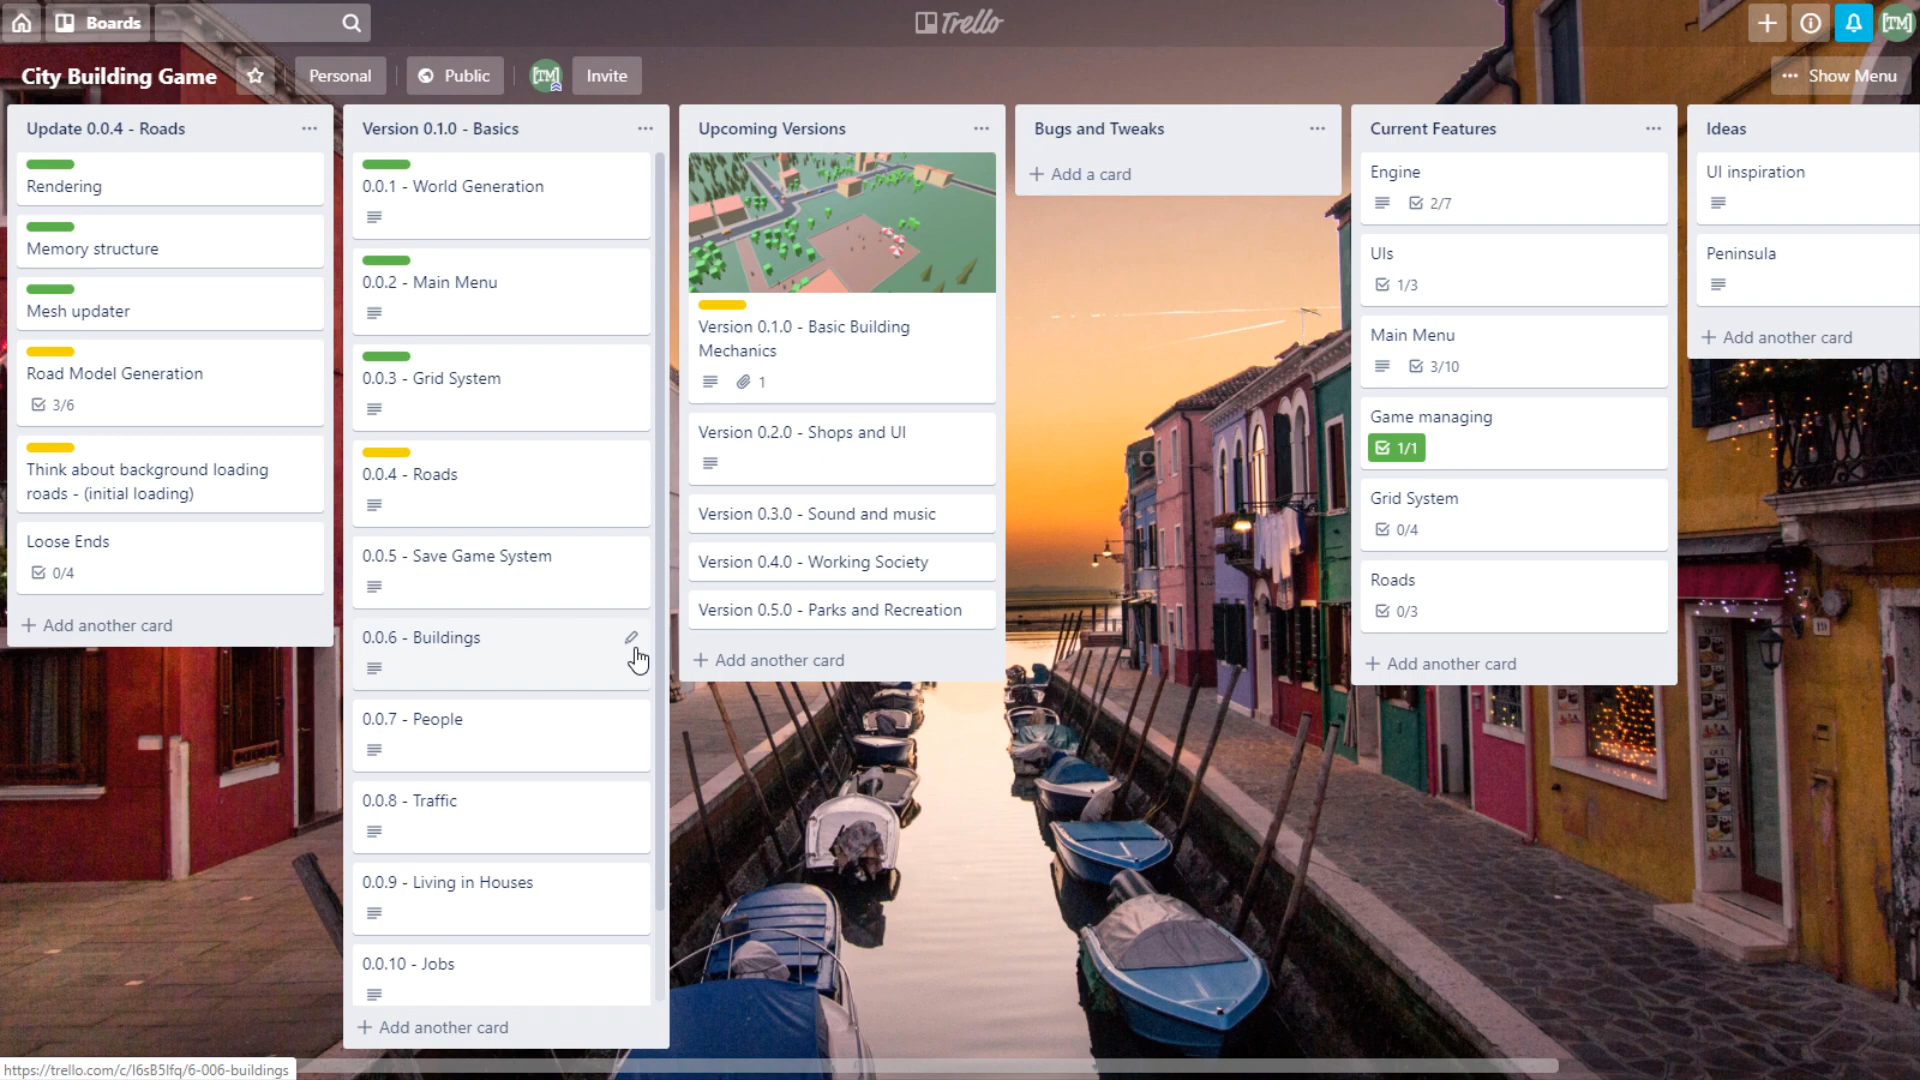 Boards
Trello
[TM]
City Building Game
Personal
Public
[TM]
Invite
Show Menu
Update 0.0.4 - Roads
Rendering
Memory structure
Mesh updater
Road Model Generation
3/6
Think about background loading
roads - (initial loading)
Loose Ends
0/4
Add another card
Version 0.1.0 - Basics
0.0.1 - World Generation
0.0.2 - Main Menu
0.0.3 - Grid System
0.0.4 - Roads
0.0.5 - Save Game System
0.0.6 - Buildings
0.0.7 - People
0.0.8 - Traffic
0.0.9 - Living in Houses
0.0.10 - Jobs
Add another card
Upcoming Versions
Version 0.1.0 - Basic Building
Mechanics
1
Version 0.2.0 - Shops and UI
Version 0.3.0 - Sound and music
Version 0.4.0 - Working Society
Version 0.5.0 - Parks and Recreation
Add another card
Bugs and Tweaks
Add a card
Current Features
Engine
2/7
UIs
1/3
Main Menu
3/10
Game managing
1/1
Grid System
0/4
Roads
0/3
Add another card
Ideas
UI inspiration
Peninsula
Add another card
19
https://trello.com/c/I6sB5Ifq/6-006-buildings